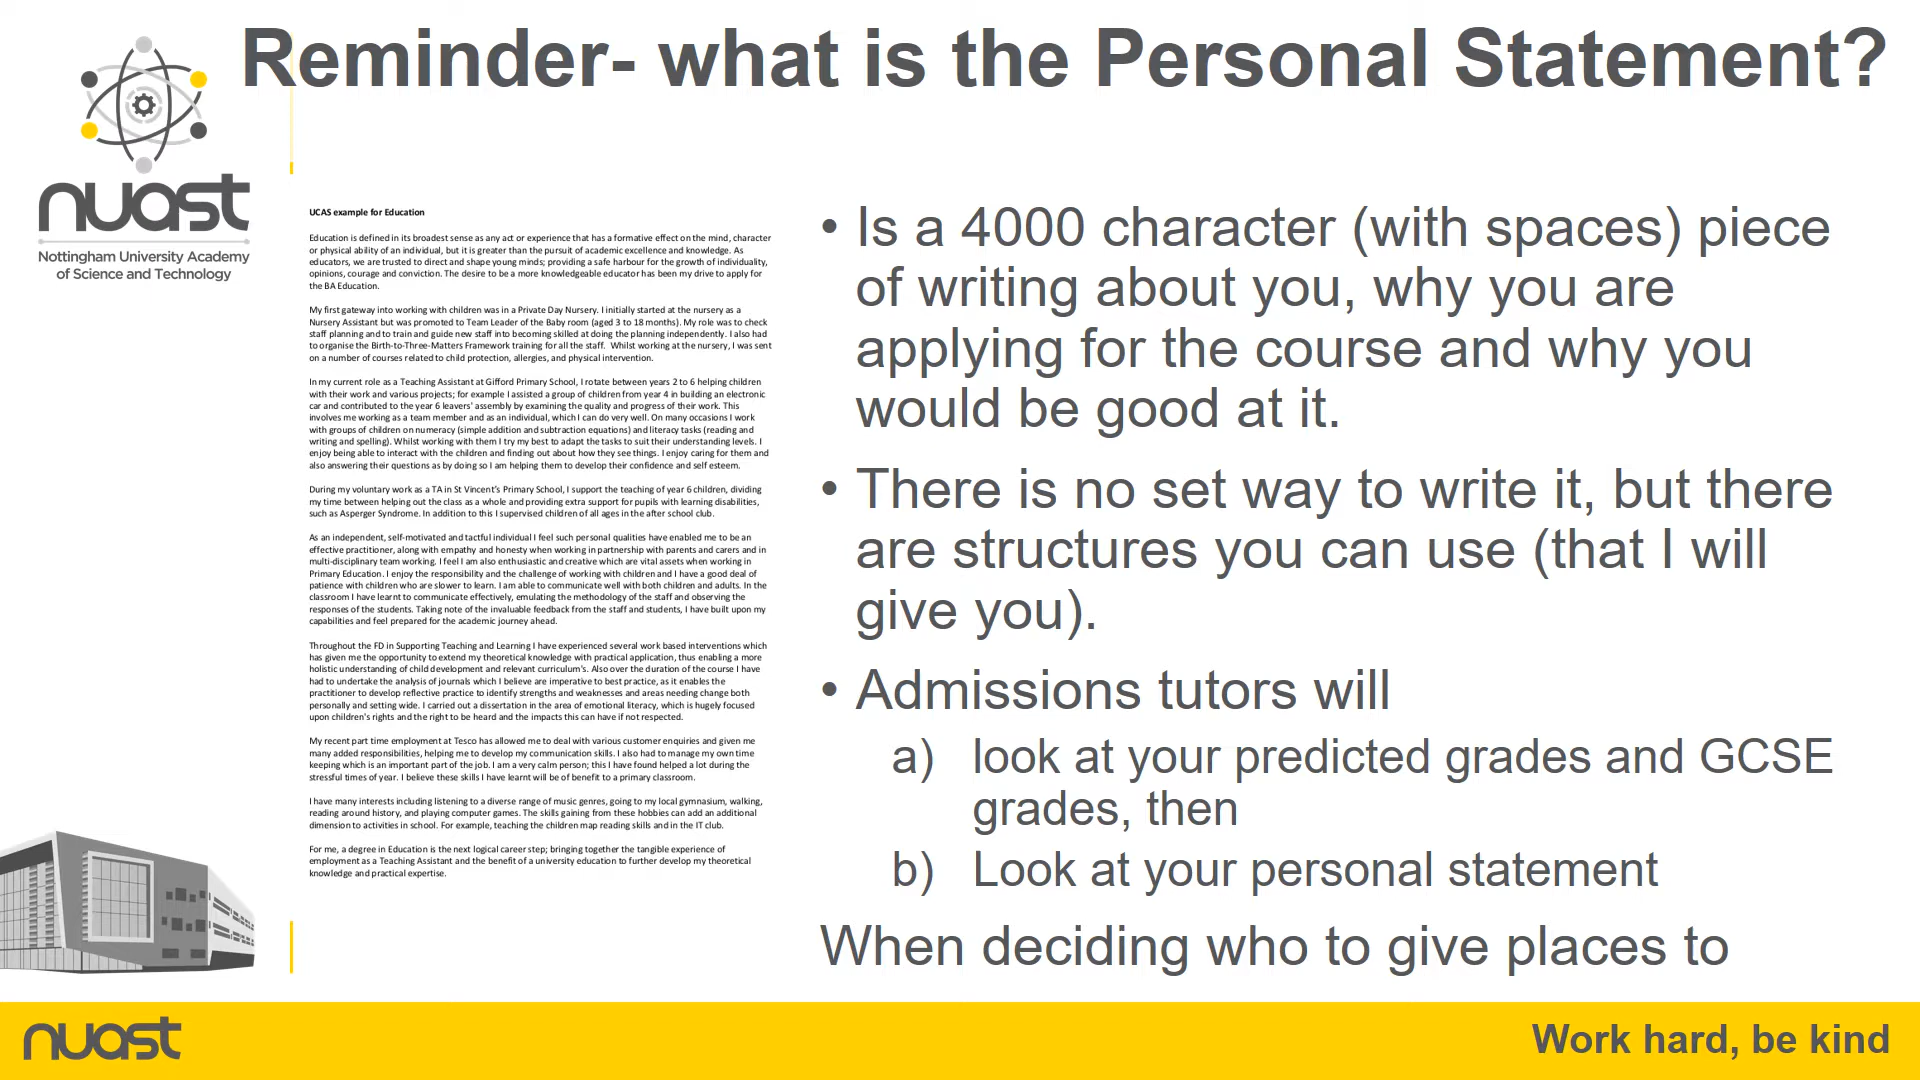 Reminder- what is the Personal Statement?
nuast
Nottingham University Academy
of Science and Technology
UCAS example for Education
Education is defined in its broadest sense as any act or experience that has a formative effect on the mind, character
or physical ability of an individual, but it is greater than the pursuit of academic excellence and knowledge. As
educators, we are trusted to direct and shape young minds; providing a safe harbour for the growth of individuality,
opinions, courage and conviction. The desire to be a more knowledgeable educator has been my drive to apply for
the BA Education.
My first gateway into working with children was in a Private Day Nursery. I initially started at the nursery as a
Nursery Assistant but was promoted to Team Leader of the Baby room (aged 3 to 18 months). My role was to check
staff planning and to train and guide new staff into becoming skilled at doing the planning independently. I also had
to organise the Birth-to-Three-Matters Framework training for all the staff. Whilst working at the nursery, I was sent
on a number of courses related to child protection, allergies, and physical intervention.
In my current role as a Teaching Assistant at Gifford Primary School, I rotate between years 2 to 6 helping children
with their work and various projects; for example I assisted a group of children from year 4 in building an electronic
car and contributed to the year 6 leavers' assembly by examining the quality and progress of their work. This
involves me working as a team member and as an individual, which I can do very well. On many occasions I work
with groups of children on numeracy (simple addition and subtraction equations) and literacy tasks (reading and
writing and spelling). Whilst working with them I try my best to adapt the tasks to suit their understanding levels. I
enjoy being able to interact with the children and finding out about how they see things. I enjoy caring for them and
also answering their questions as by doing so I am helping them to develop their confidence and self esteem.
During my voluntary work as a TA in St Vincent's Primary School, I support the teaching of year 6 children, dividing
my time between helping out the class as a whole and providing extra support for pupils with learning disabilities,
such as Asperger Syndrome. In addition to this I supervised children of all ages in the after school club.
As an independent, self-motivated and tactful individual I feel such personal qualities have enabled me to be an
effective practitioner, along with empathy and honesty when working in partnership with parents and carers and in
multi-disciplinary team working. I feel I am also enthusiastic and creative which are vital assets when working in
Primary Education. I enjoy the responsibility and the challenge of working with children and I have a good deal of
patience with children who are slower to learn. I am able to communicate well with both children and adults. In the
classroom I have learnt to communicate effectively, emulating the methodology of the staff and observing the
responses of the students. Taking note of the invaluable feedback from the staff and students, I have built upon my
capabilities and feel prepared for the academic journey ahead.
Throughout the FD in Supporting Teaching and Learning I have experienced several work based interventions which
has given me the opportunity to extend my theoretical knowledge with practical application, thus enabling a more
holistic understanding of child development and relevant curriculum's. Also over the duration of the course I have
had to undertake the analysis of journals which I believe are imperative to best practice, as it enables the
practitioner to develop reflective practice to identify strengths and weaknesses and areas needing change both
personally and setting wide. I carried out a dissertation in the area of emotional literacy, which is hugely focused
upon children's rights and the right to be heard and the impacts this can have if not respected.
My recent part time employment at Tesco has allowed me to deal with various customer enquiries and given me
many added responsibilities, helping me to develop my communication skills. I also had to manage my own time
keeping which is an important part of the job. I am a very calm person; this I have found helped a lot during the
stressful times of year. I believe these skills I have learnt will be of benefit to a primary classroom.
I have many interests including listening to a diverse range of music genres, going to my local gymnasium, walking,
reading around history, and playing computer games. The skills gaining from these hobbies can add an additional
dimension to activities in school. For example, teaching the children map reading skills and in the IT club.
For me, a degree in Education is the next logical career step; bringing together the tangible experience of
employment as a Teaching Assistant and the benefit of a university education to further develop my theoretical
knowledge and practical expertise.
• Is a 4000 character (with spaces) piece
of writing about you, why you are
applying for the course and why you
would be good at it.
• There is no set way to write it, but there
are structures you can use (that I will
give you).
• Admissions tutors will
a) look at your predicted grades and GCSE
grades, then
b) Look at your personal statement
When deciding who to give places to
nuast
Work hard, be kind